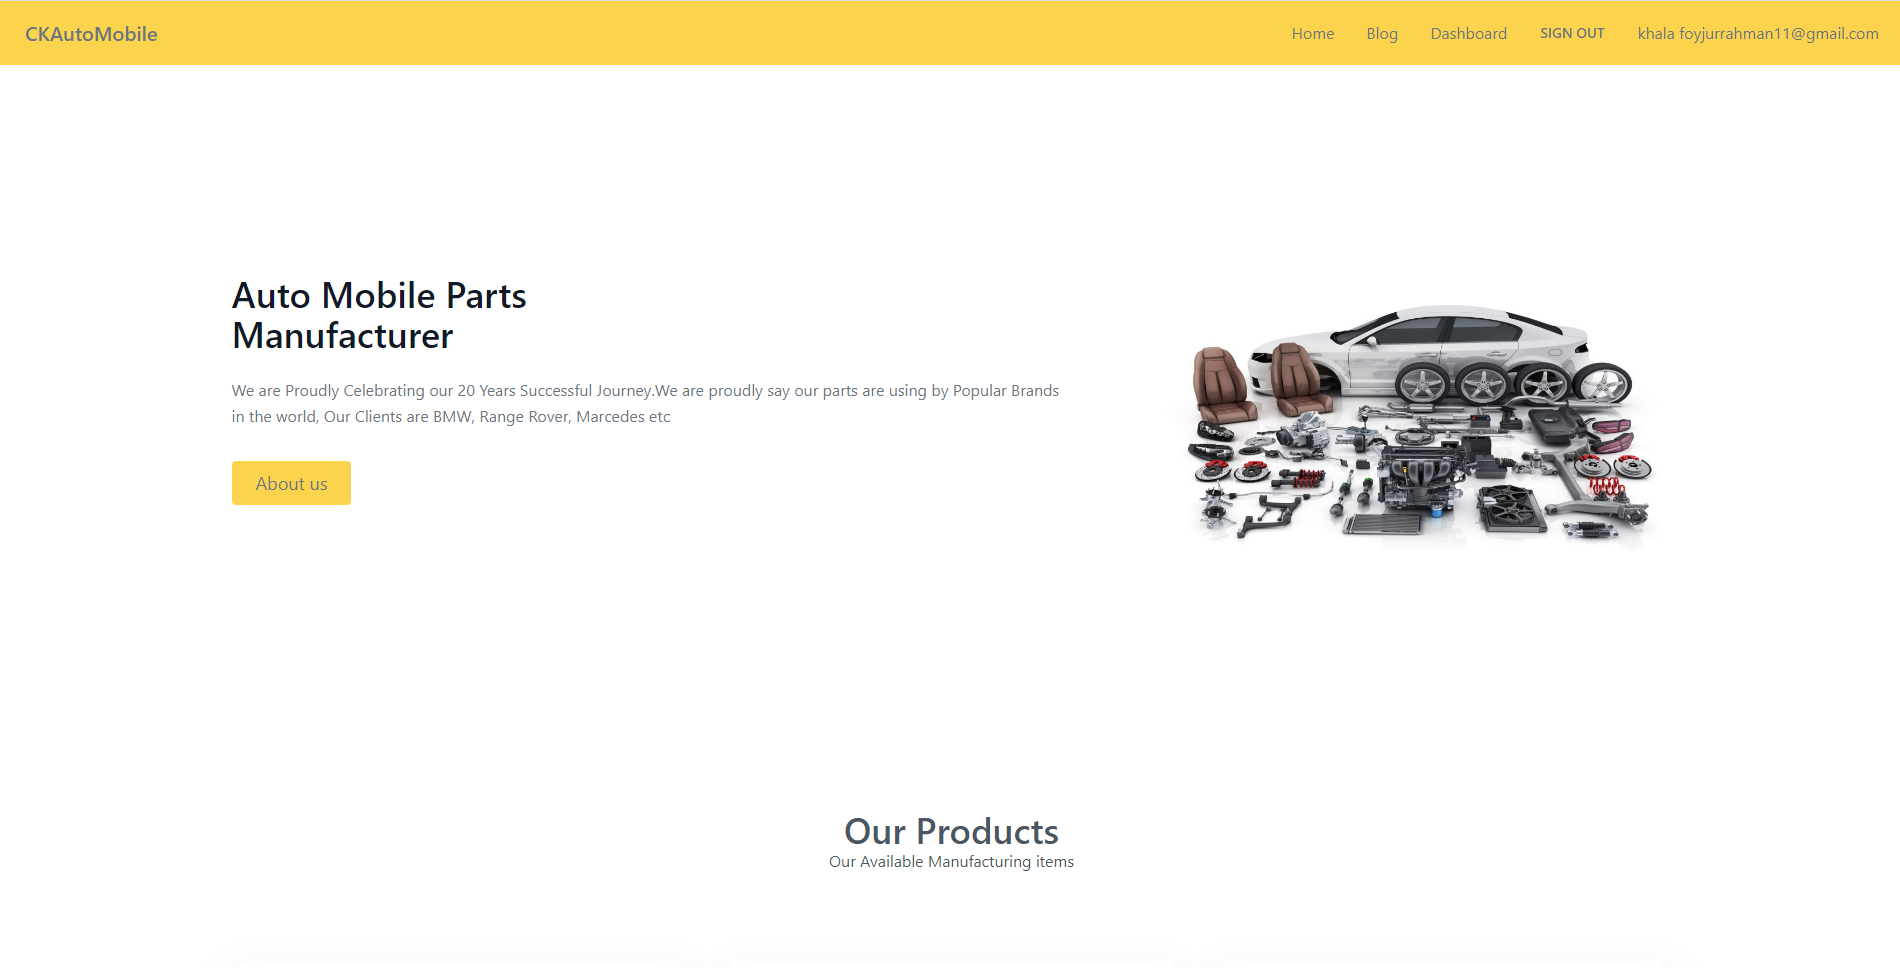 CKAutoMobile
Home Blog Dashboard SIGN OUT khala foyjurrahman11@gmail.com
Auto Mobile Parts
Manufacturer
We are Proudly Celebrating our 20 Years Successful Journey.We are proudly say our parts are using by Popular Brands
in the world, Our Clients are BMW, Range Rover, Marcedes etc
About us
Our Products
Our Available Manufacturing items